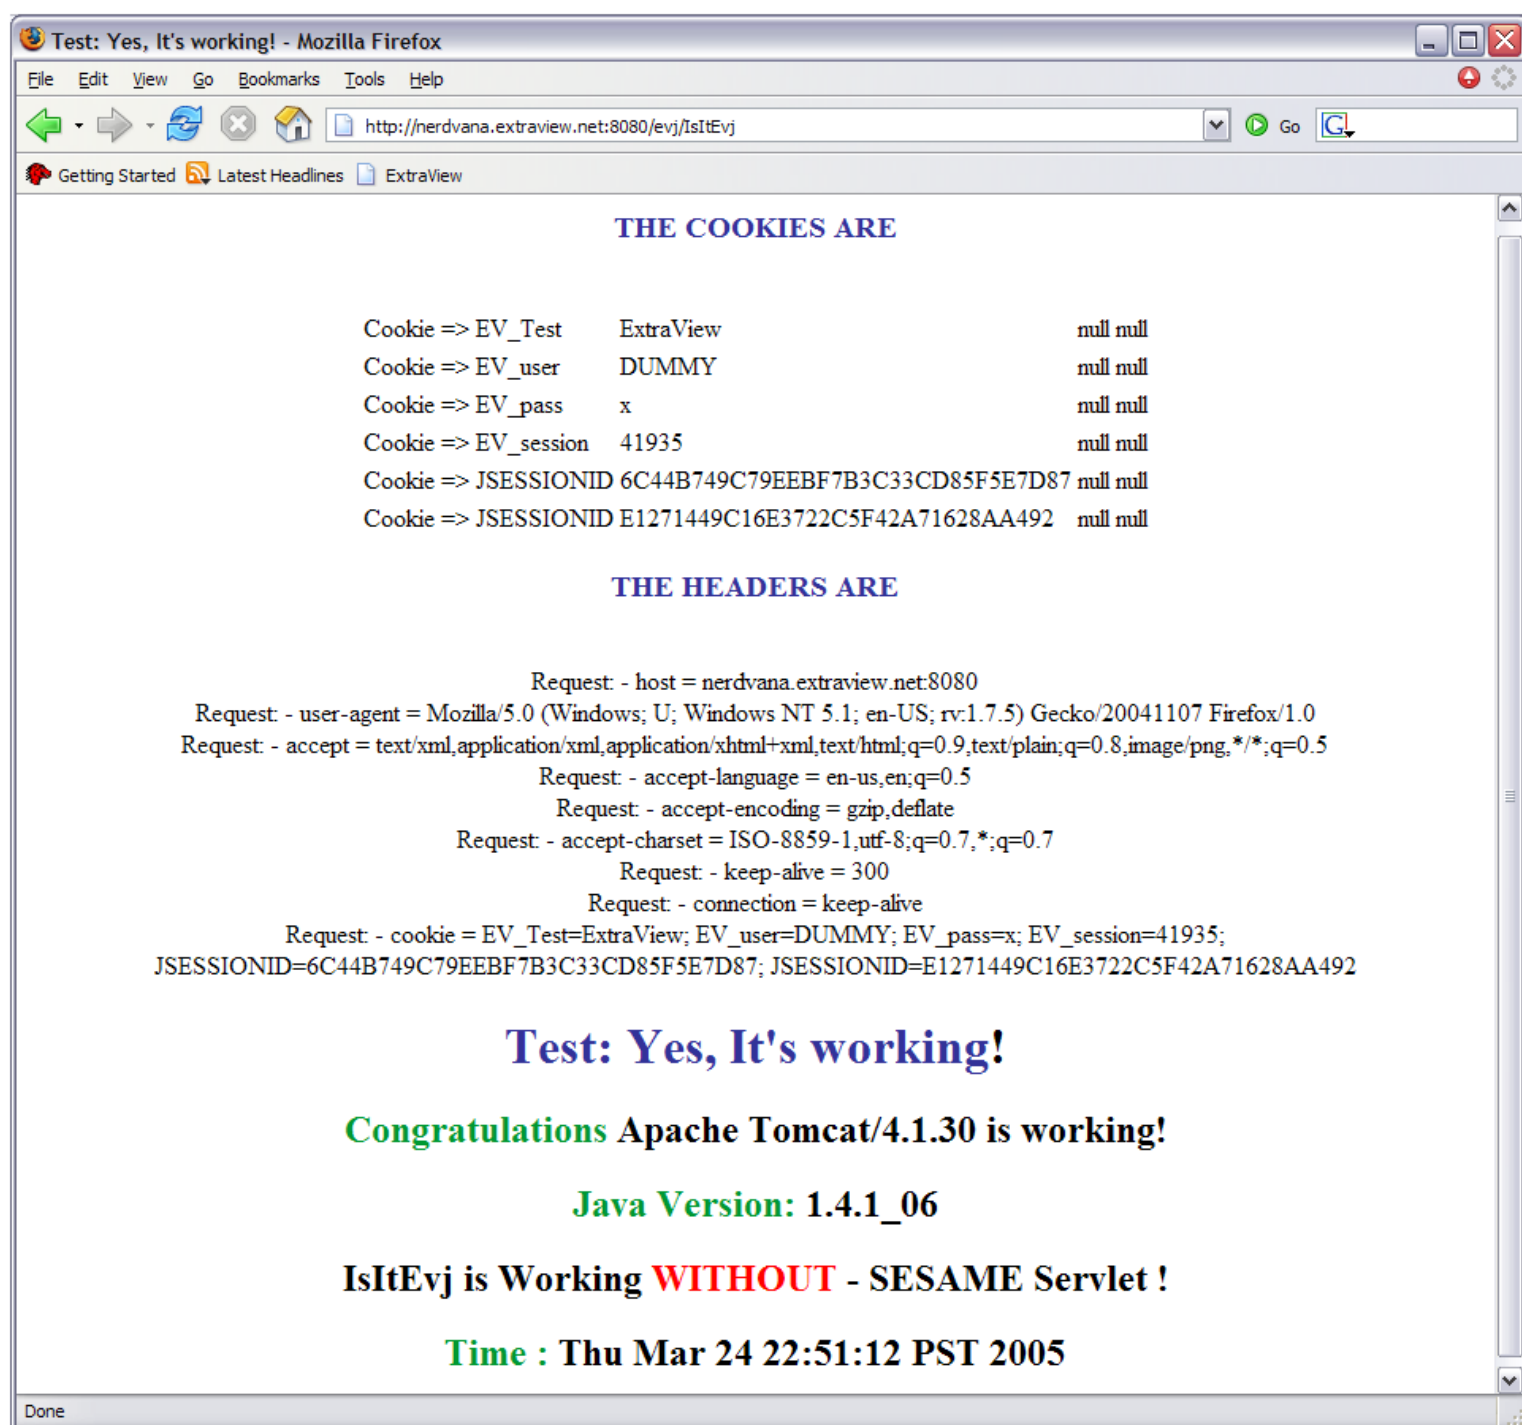 Test: Yes, It's working! - Mozilla Firefox
File Edit View Go Bookmarks Tools Help
http://nerdvana.extraview.net:8080/evj/IsItEvj Go G
Getting Started Latest Headlines ExtraView
THE COOKIES ARE
Cookie => EV_Test ExtraView null null
Cookie => EV_user DUMMY null null
Cookie => EV_pass x null null
Cookie => EV_session 41935 null null
Cookie => JSESSIONID 6C44B749C79EEBF7B3C33CD85F5E7D87 null null
Cookie => JSESSIONID E1271449C16E3722C5F42A71628AA492 null null
THE HEADERS ARE
Request: - host = nerdvana.extraview.net:8080
Request: - user-agent = Mozilla/5.0 (Windows; U; Windows NT 5.1; en-US; rv:1.7.5) Gecko/20041107 Firefox/1.0
Request: - accept = text/xml,application/xml,application/xhtml+xml,text/html;q=0.9,text/plain;q=0.8,image/png,*/*;q=0.5
Request: - accept-language = en-us,en;q=0.5
Request: - accept-encoding = gzip,deflate
Request: - accept-charset = ISO-8859-1,utf-8;q=0.7,*;q=0.7
Request: - keep-alive = 300
Request: - connection = keep-alive
Request: - cookie = EV_Test=ExtraView; EV_user=DUMMY; EV_pass=x; EV_session=41935;
JSESSIONID=6C44B749C79EEBF7B3C33CD85F5E7D87; JSESSIONID=E1271449C16E3722C5F42A71628AA492
Test: Yes, It's working!
Congratulations Apache Tomcat/4.1.30 is working!
Java Version: 1.4.1_06
IsItEvj is Working WITHOUT - SESAME Servlet !
Time : Thu Mar 24 22:51:12 PST 2005
Done